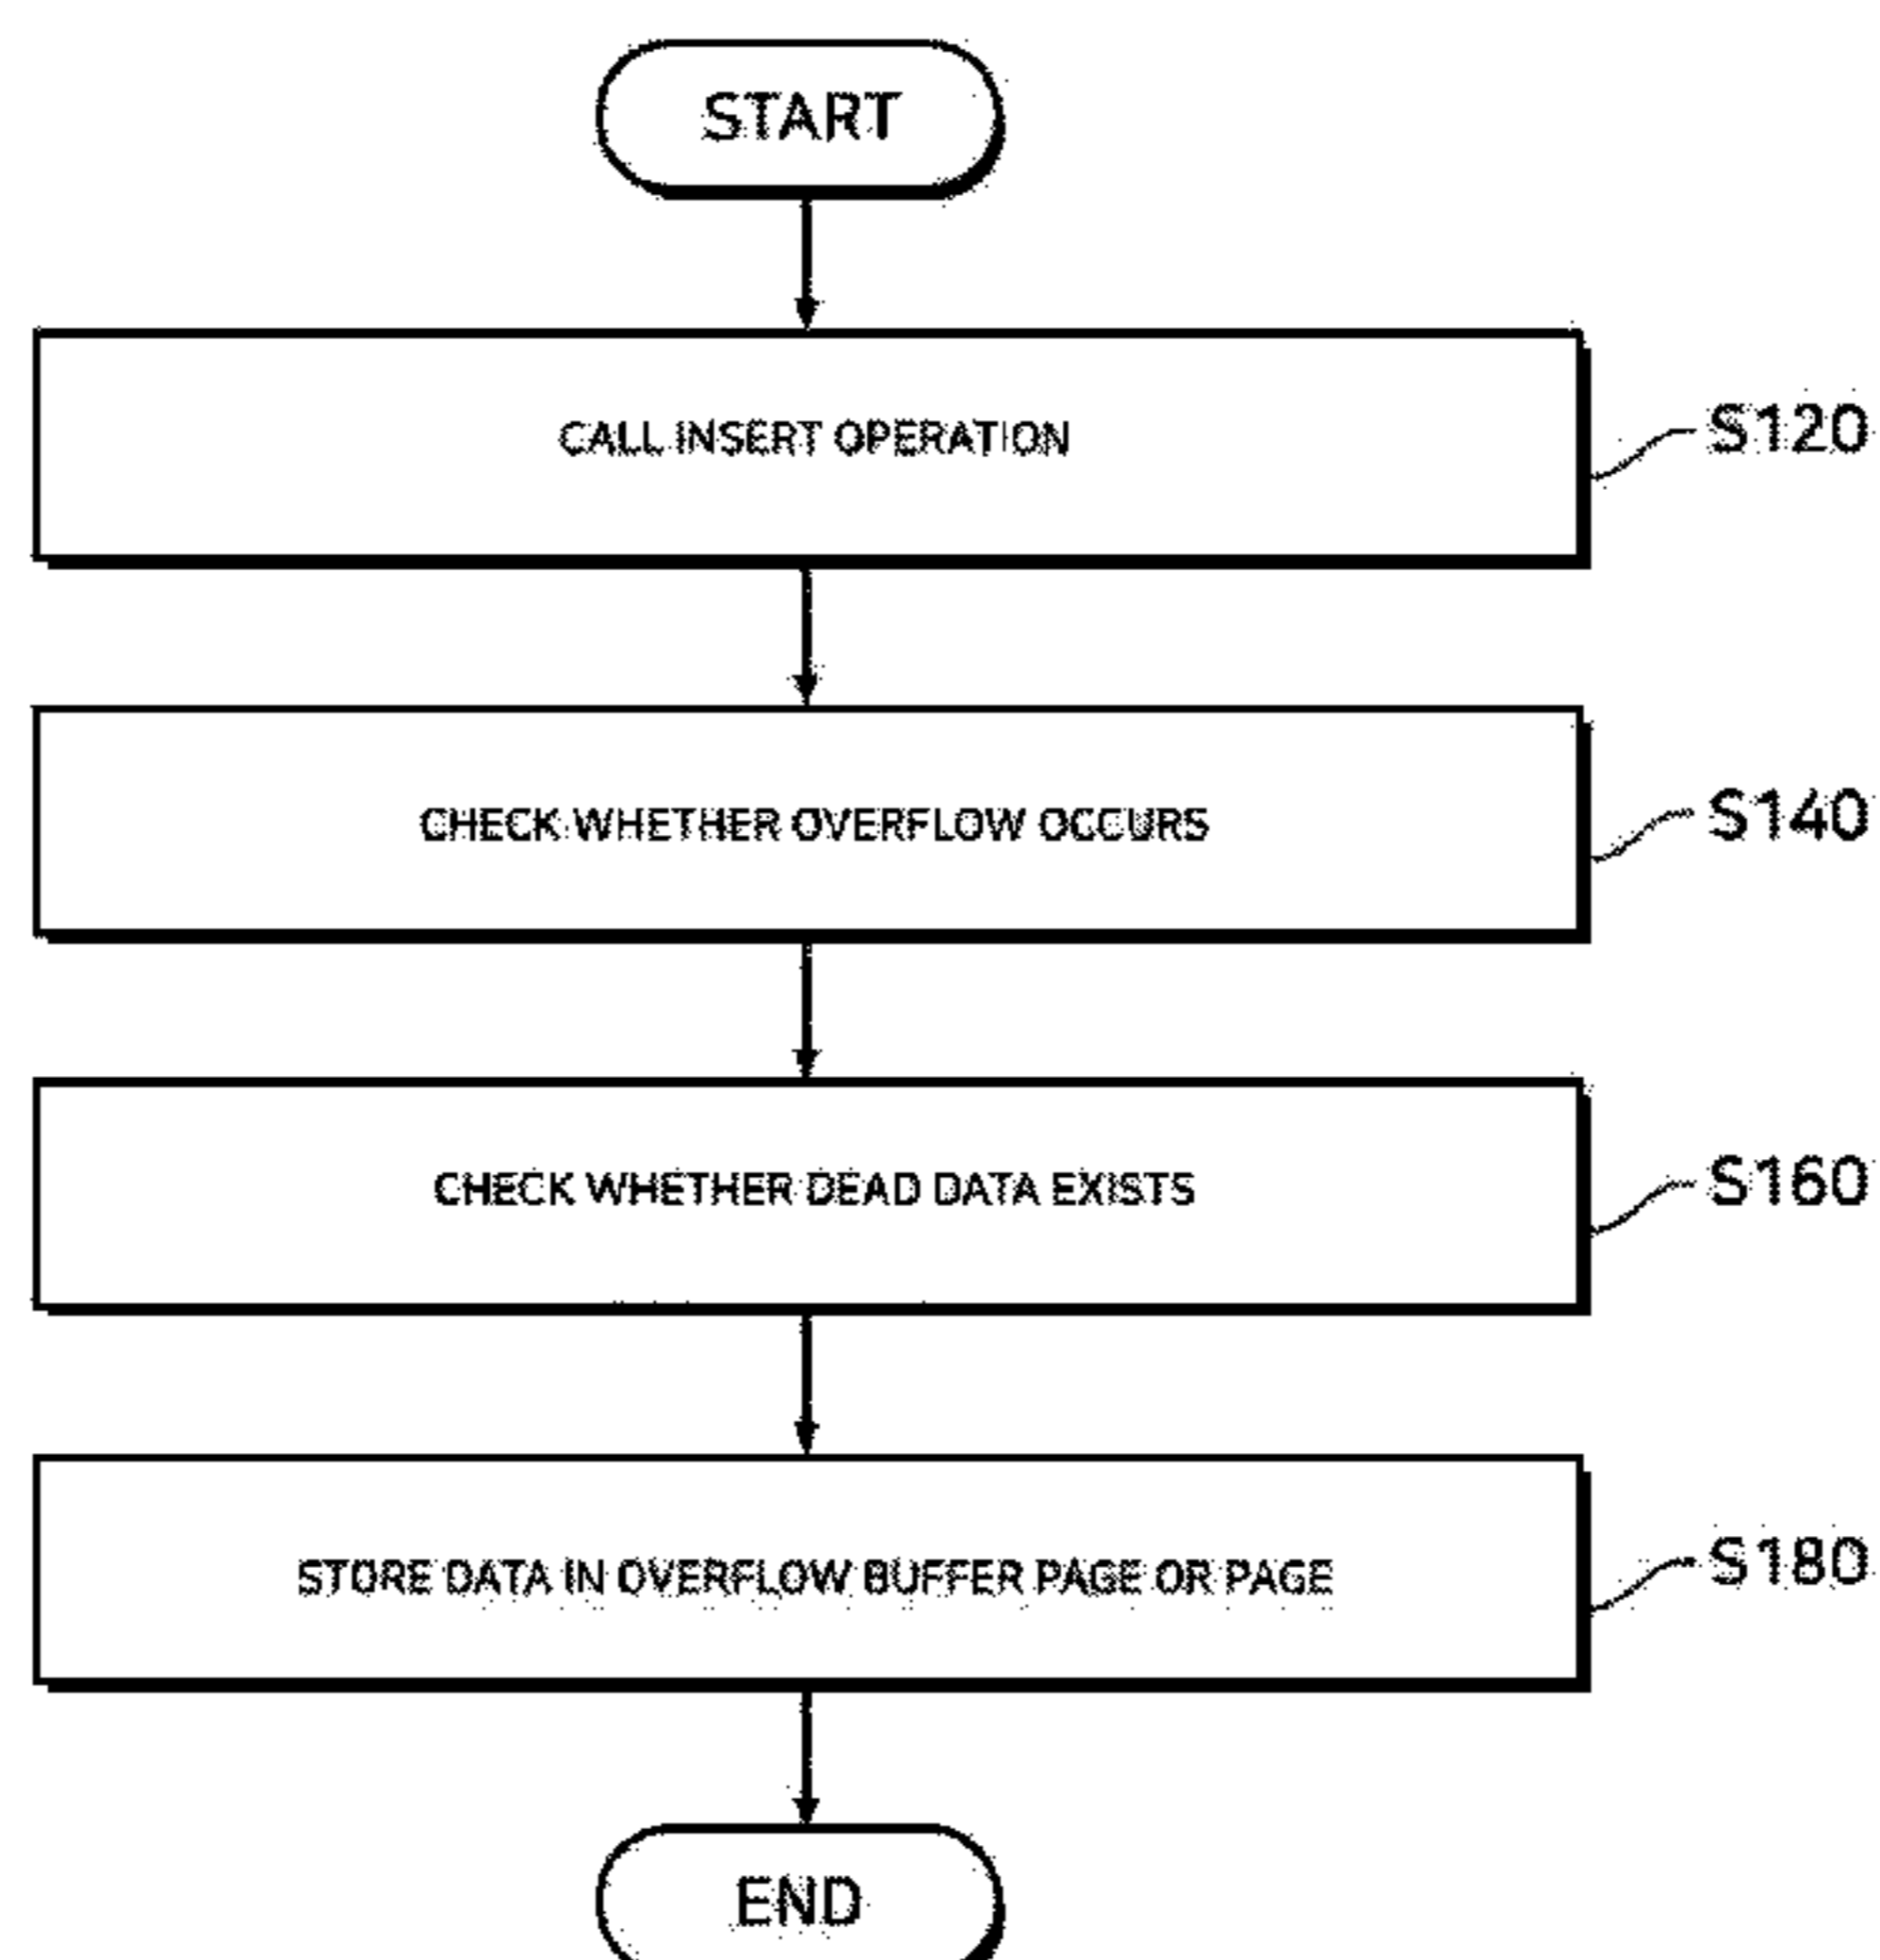 START
CALL INSERT OPERATION
S120
CHECK WHETHER OVERFLOW OCCURS
S140
CHECK WHETHER DEAD DATA EXISTS
S160
STORE DATA IN OVERFLOW BUFFER PAGE OR PAGE
S180
END